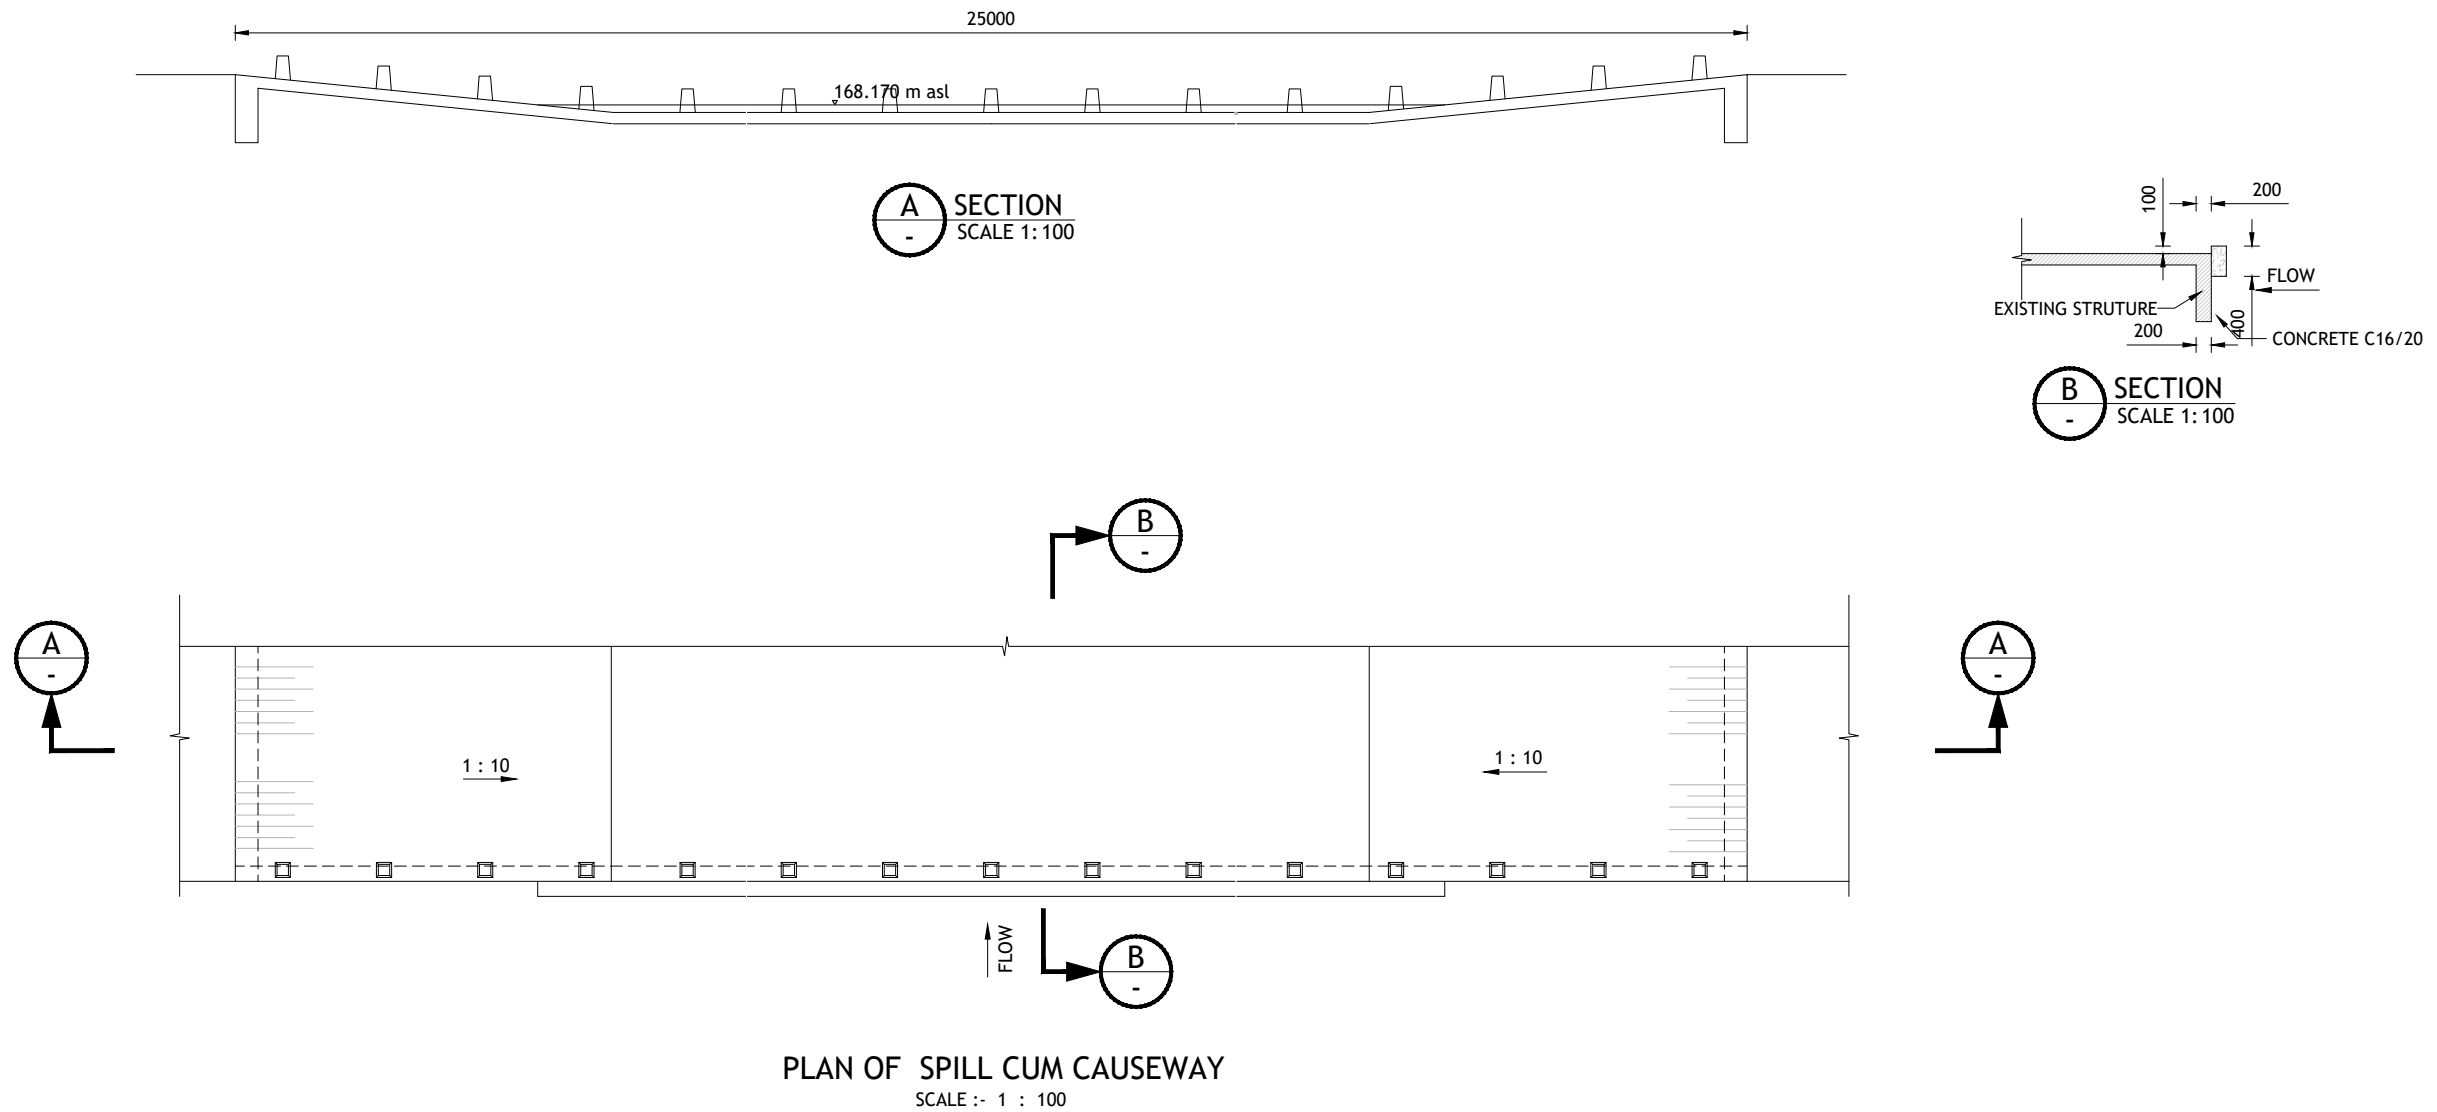 25000
168.170 m asl
A SECTION
- SCALE 1:100
100
200
FLOW
EXISTING STRUTURE
400
200
CONCRETE C16/20
B SECTION
- SCALE 1:100
B
-
A
-
A
-
1 : 10
1 : 10
FLOW
B
-
PLAN OF SPILL CUM CAUSEWAY
SCALE :- 1 : 100